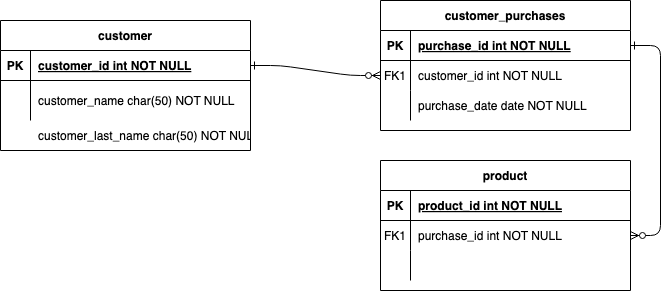 customer
PK customer_id int NOT NULL
customer_name char(50) NOT NULL
customer_last_name char(50) NOT NUL
customer_purchases
PK purchase_id int NOT NULL
FK1 customer_id int NOT NULL
purchase_date date NOT NULL
product
PK product_id int NOT NULL
FK1 purchase_id int NOT NULL